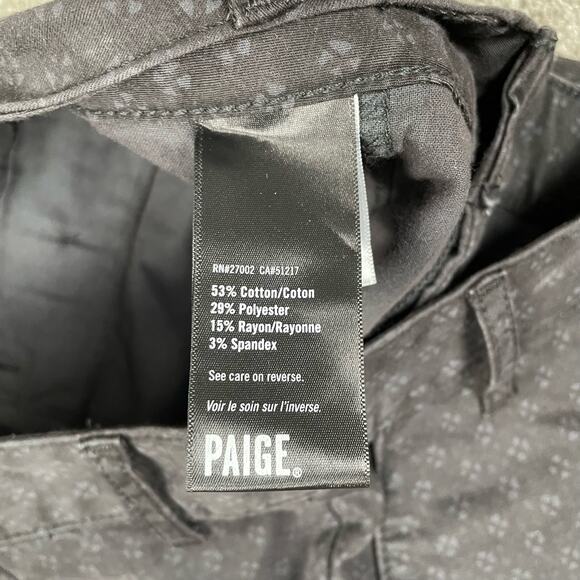 RN#27002 CA#51217
53% Cotton/Coton
29% Polyester
15% Rayon/Rayonne
3% Spandex
See care on reverse.
Voir le soin sur l'inverse.
PAIGE®